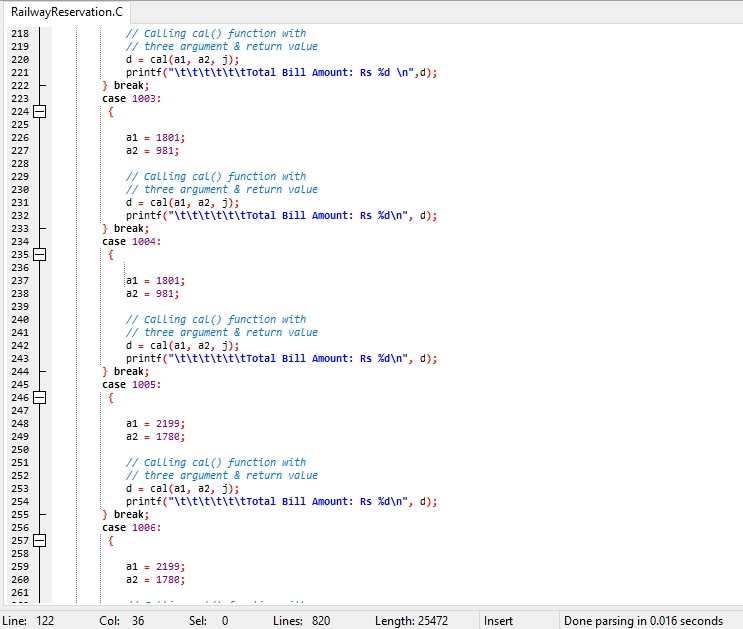 RailwayReservation.C
218 // Calling cal() function with
219 // three argument & return value
220 d = cal(a1, a2, j);
221 printf("\t\t\t\t\t\tTotal Bill Amount: Rs %d \n",d);
222 } break;
223 case 1003:
224 {
225
226 a1 = 1801;
227 a2 = 981;
228
229 // Calling cal() function with
230 // three argument & return value
231 d = cal(a1, a2, j);
232 printf("\t\t\t\t\t\tTotal Bill Amount: Rs %d\n", d);
233 } break;
234 case 1004:
235 {
236
237 a1 = 1801;
238 a2 = 981;
239
240 // Calling cal() function with
241 // three argument & return value
242 d = cal(a1, a2, j);
243 printf("\t\t\t\t\t\tTotal Bill Amount: Rs %d\n", d);
244 } break;
245 case 1005:
246 {
247
248 a1 = 2199;
249 a2 = 1780;
250
251 // Calling cal() function with
252 // three argument & return value
253 d = cal(a1, a2, j);
254 printf("\t\t\t\t\t\tTotal Bill Amount: Rs %d\n", d);
255 } break;
256 case 1006:
257 {
258
259 a1 = 2199;
260 a2 = 1780;
261
Line: 122 Col: 36 Sel: 0 Lines: 820 Length: 25472 Insert Done parsing in 0.016 seconds